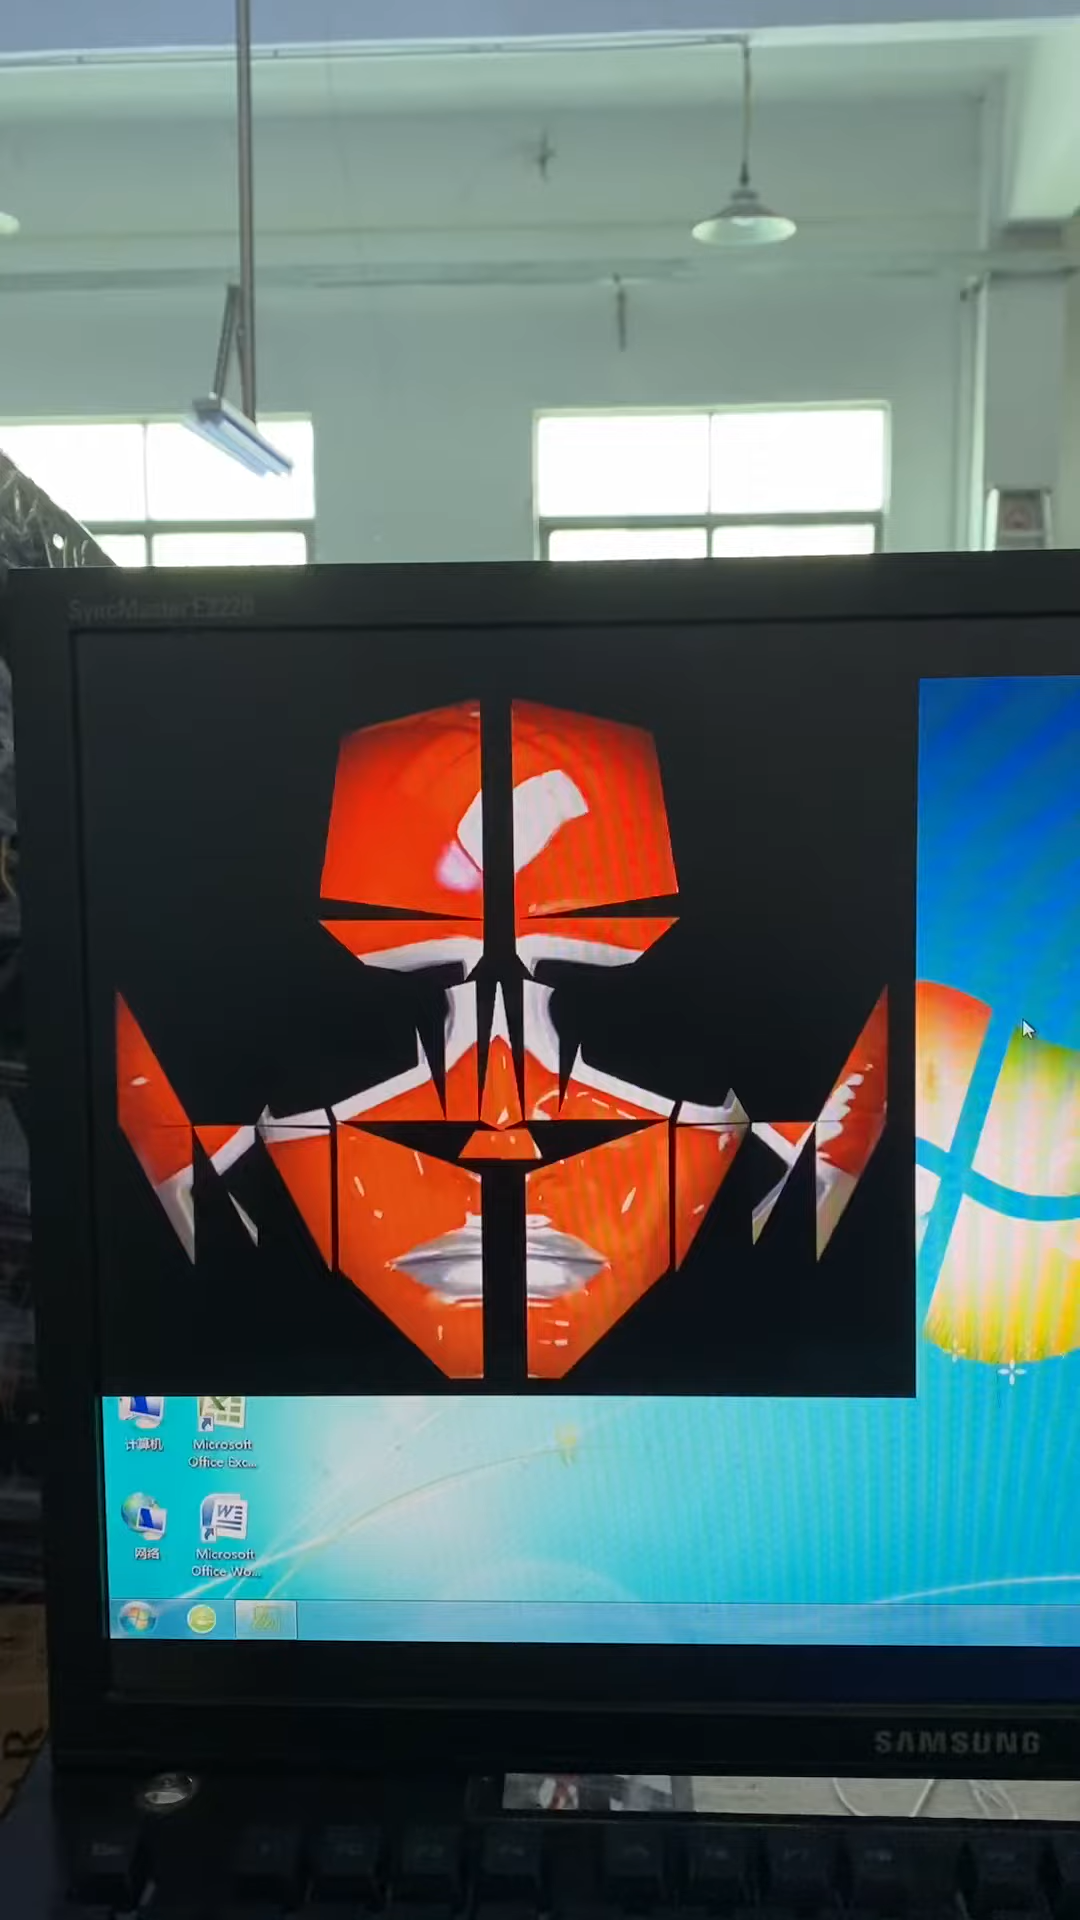 SyncMaster E2220
计算机
Microsoft
Office Exc...
网络
Microsoft
Office Wo...
SAMSUNG